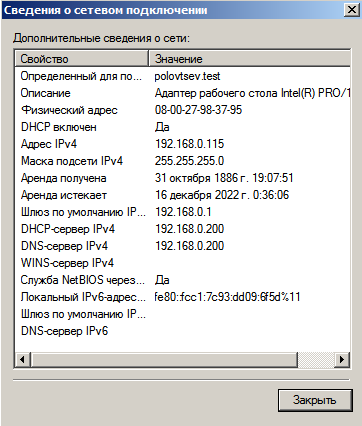 Сведения о сетевом подключении
Дополнительные сведения о сети:
Свойство Значение
Определенный для по... polovtsev.test
Описание Адаптер рабочего стола Intel(R) PRO/1
Физический адрес 08-00-27-98-37-95
DHCP включен Да
Адрес IPv4 192.168.0.115
Маска подсети IPv4 255.255.255.0
Аренда получена 31 октября 1886 г. 19:07:51
Аренда истекает 16 декабря 2022 г. 0:36:06
Шлюз по умолчанию IP... 192.168.0.1
DHCP-сервер IPv4 192.168.0.200
DNS-сервер IPv4 192.168.0.200
WINS-сервер IPv4
Служба NetBIOS через... Да
Локальный IPv6-адрес... fe80::fcc1:7c93:dd09:6f5d%11
Шлюз по умолчанию IP...
DNS-сервер IPv6
Закрыть